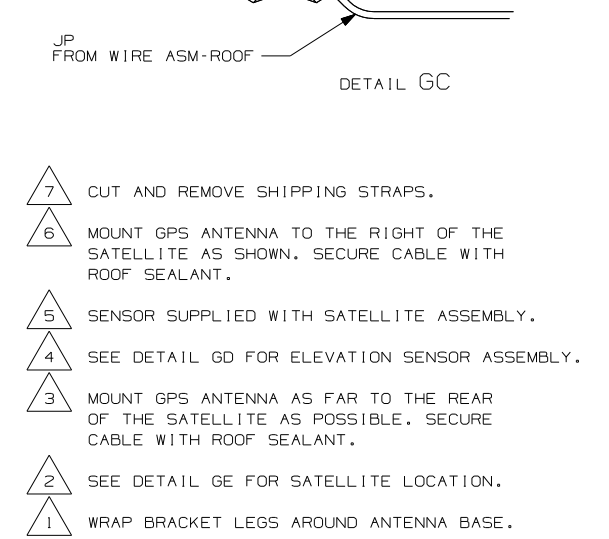 JP
FROM WIRE ASM-ROOF
DETAIL GC
7 CUT AND REMOVE SHIPPING STRAPS.
6 MOUNT GPS ANTENNA TO THE RIGHT OF THE
SATELLITE AS SHOWN. SECURE CABLE WITH
ROOF SEALANT.
5 SENSOR SUPPLIED WITH SATELLITE ASSEMBLY.
4 SEE DETAIL GD FOR ELEVATION SENSOR ASSEMBLY.
3 MOUNT GPS ANTENNA AS FAR TO THE REAR
OF THE SATELLITE AS POSSIBLE. SECURE
CABLE WITH ROOF SEALANT.
2 SEE DETAIL GE FOR SATELLITE LOCATION.
1 WRAP BRACKET LEGS AROUND ANTENNA BASE.